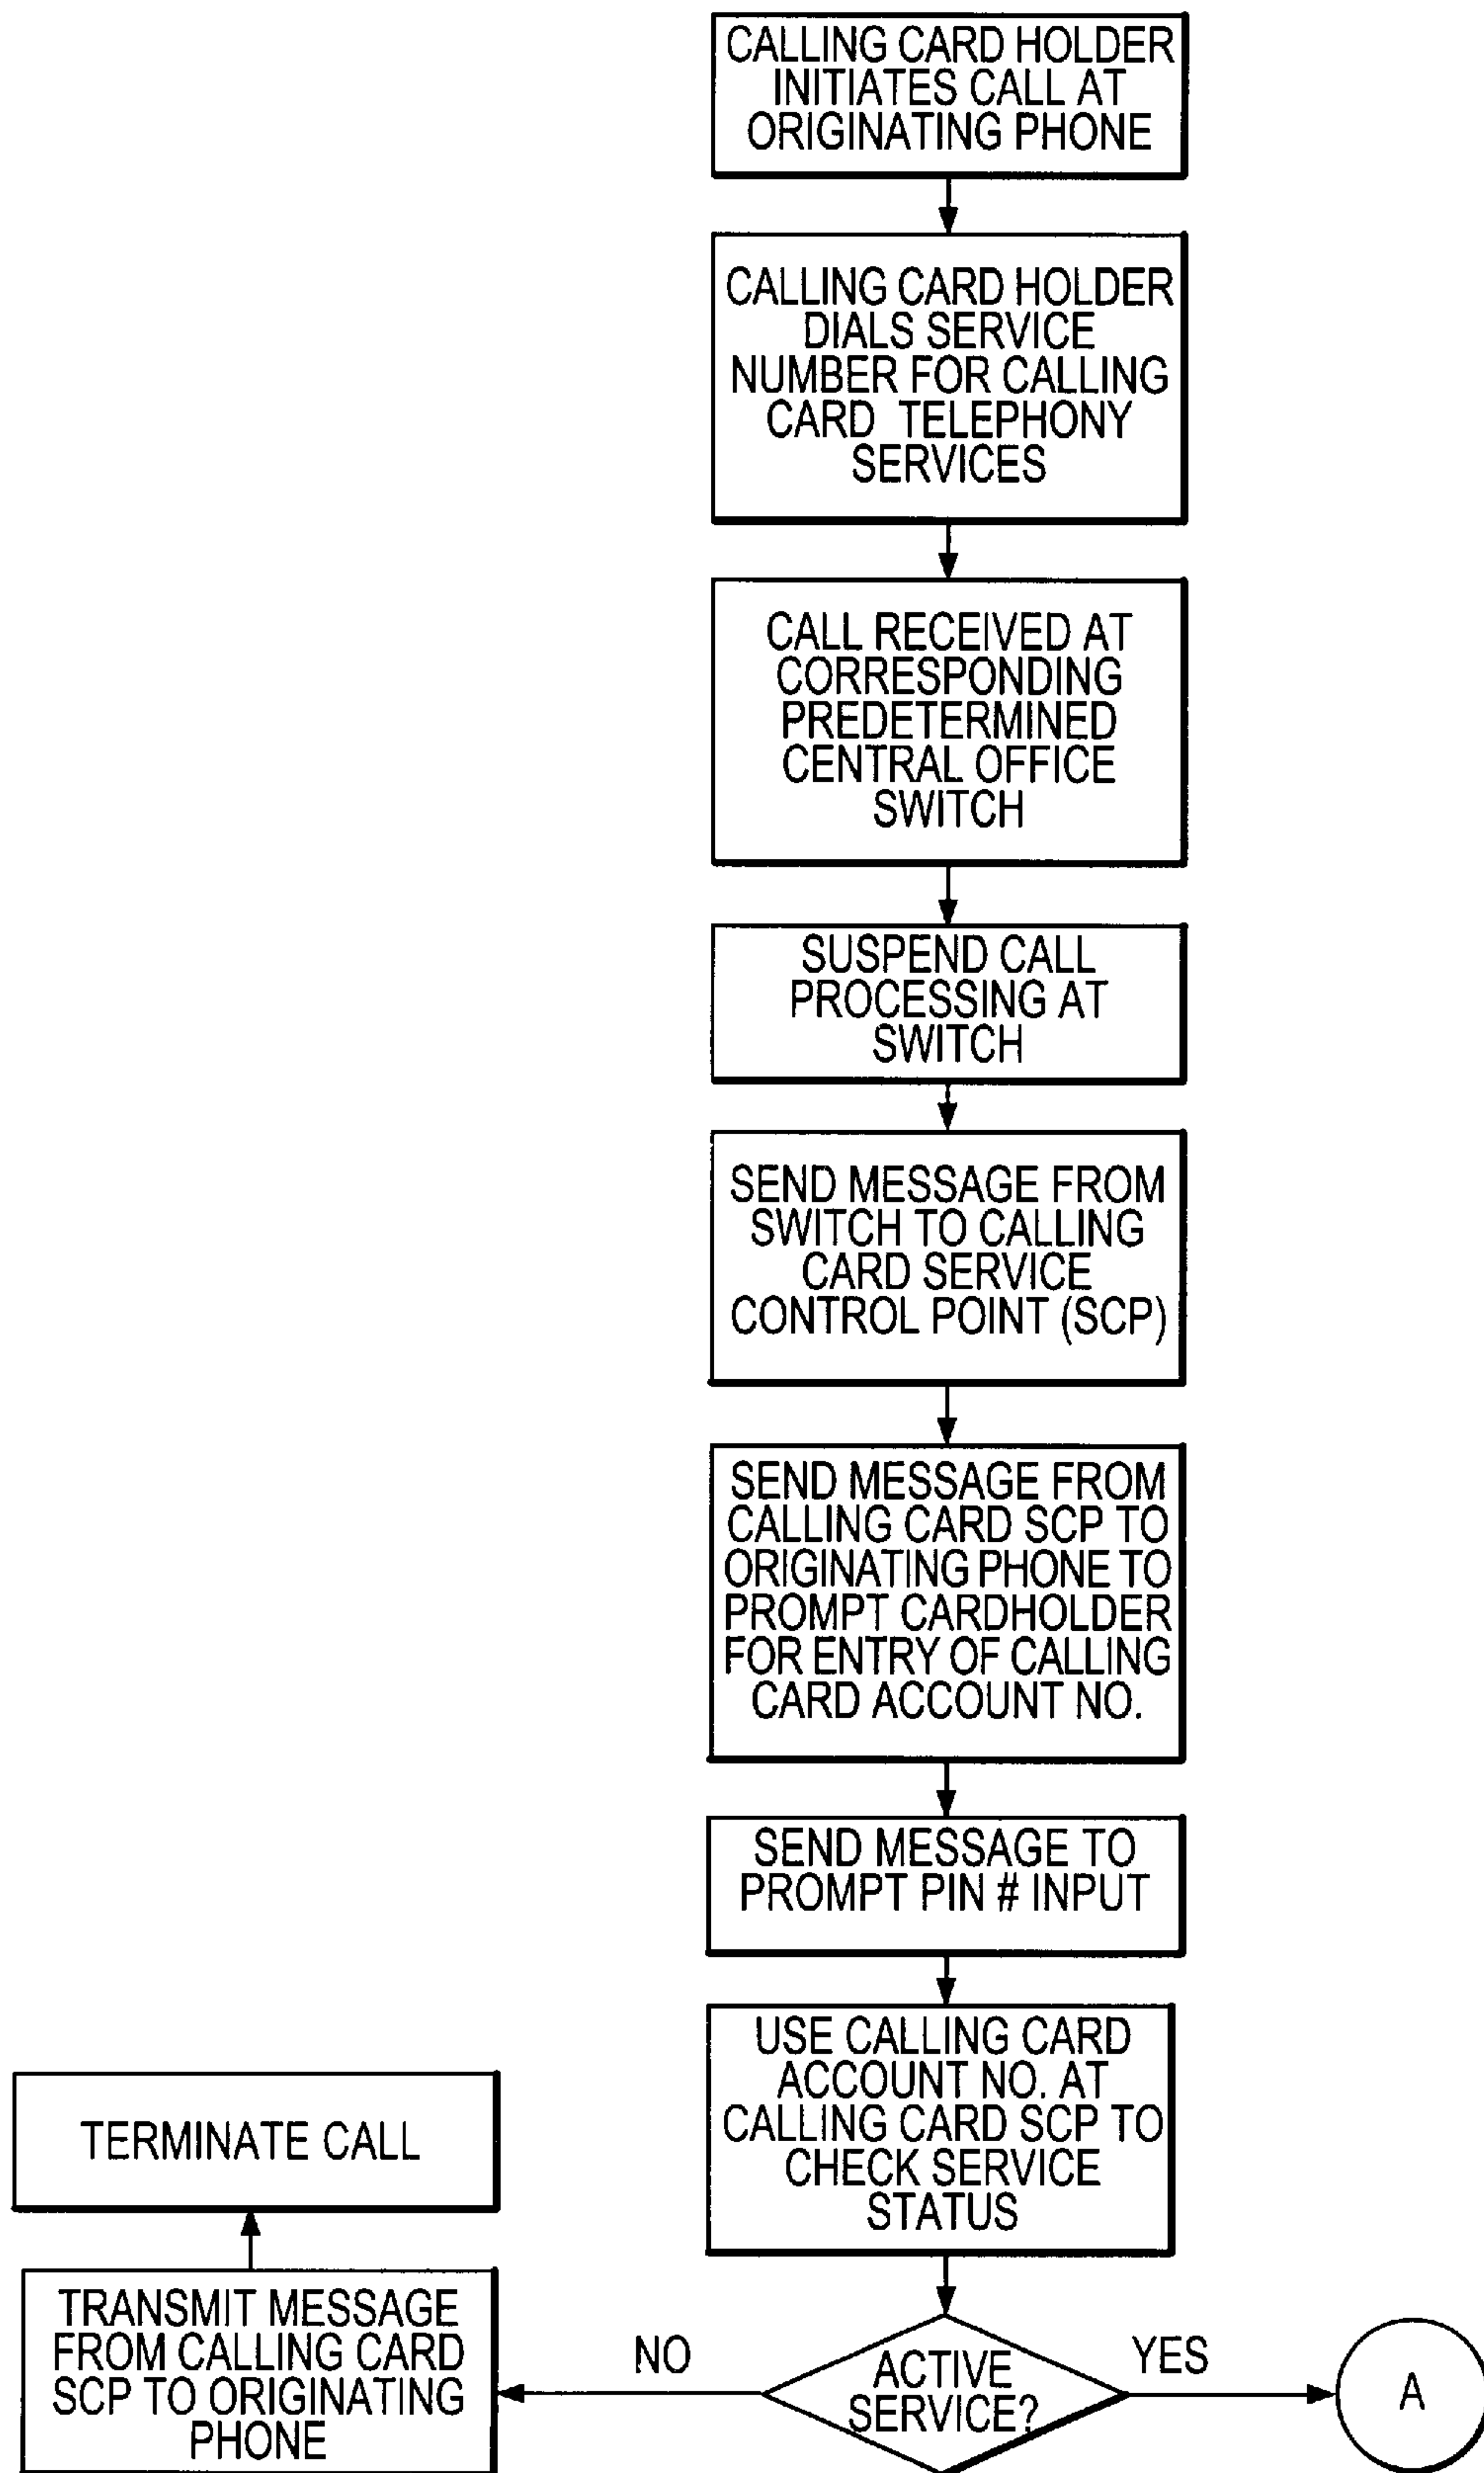 CALLING CARD HOLDER
INITIATES CALL AT
ORIGINATING PHONE
CALLING CARD HOLDER
DIALS SERVICE
NUMBER FOR CALLING
CARD TELEPHONY
SERVICES
CALL RECEIVED AT
CORRESPONDING
PREDETERMINED
CENTRAL OFFICE
SWITCH
SUSPEND CALL
PROCESSING AT
SWITCH
SEND MESSAGE FROM
SWITCH TO CALLING
CARD SERVICE
CONTROL POINT (SCP)
SEND MESSAGE FROM
CALLING CARD SCP TO
ORIGINATING PHONE TO
PROMPT CARDHOLDER
FOR ENTRY OF CALLING
CARD ACCOUNT NO.
SEND MESSAGE TO
PROMPT PIN # INPUT
USE CALLING CARD
ACCOUNT NO. AT
CALLING CARD SCP TO
CHECK SERVICE
STATUS
ACTIVE
SERVICE?
NO
YES
A
TRANSMIT MESSAGE
FROM CALLING CARD
SCP TO ORIGINATING
PHONE
TERMINATE CALL